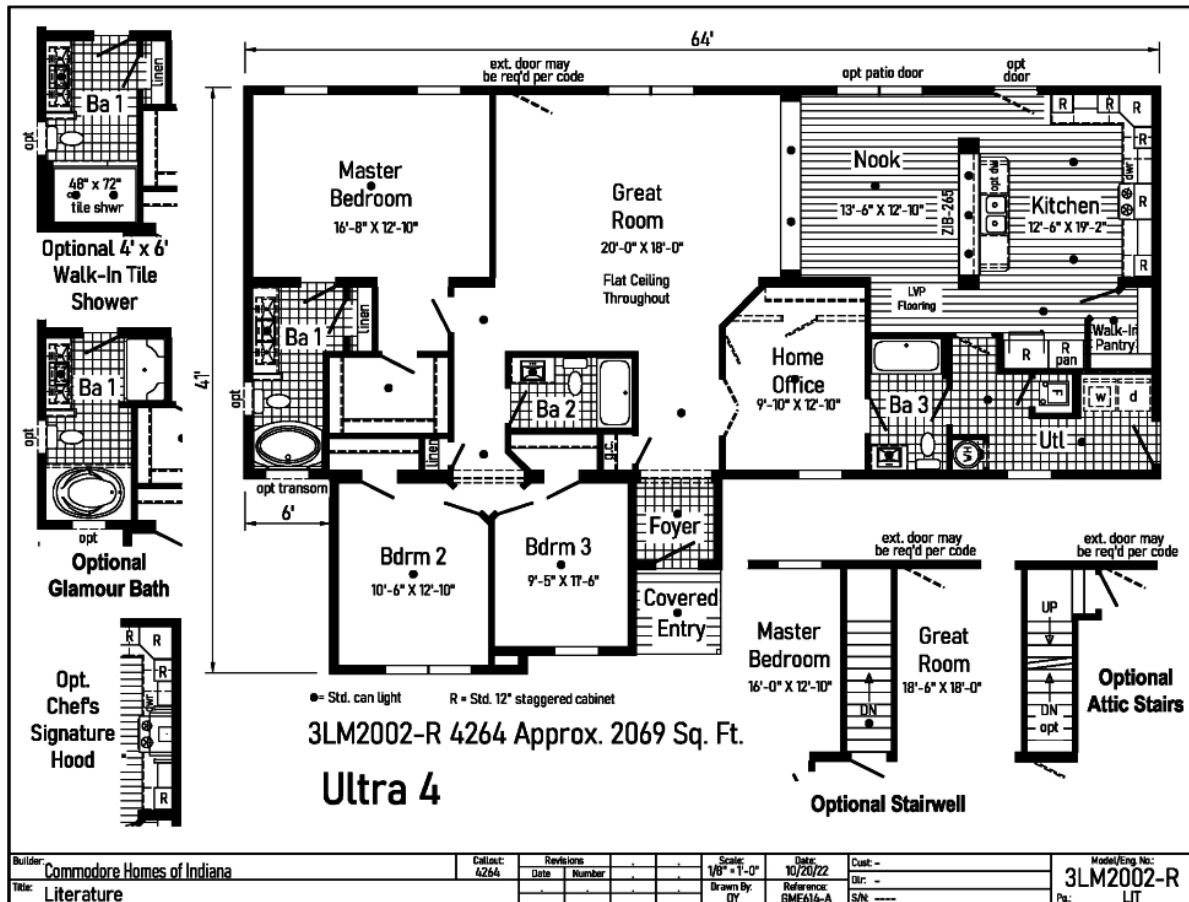 64'
ext. door may
be req'd per code
opt patio door
opt
door
41'
linen
Ba 1
opt
48" x 72"
tile shwr
Optional 4' x 6'
Walk-In Tile
Shower
Ba 1
opt
opt
Optional
Glamour Bath
Opt.
Chef's
Signature
Hood
R
R
R
dwr
R
Master
Bedroom
16'-8" X 12'-10"
Great
Room
20'-0" X 18'-0"
Flat Ceiling
Throughout
Nook
13'-6" X 12'-10"
ZIB-265
opt dw
Kitchen
12'-6" X 19'-2"
R
R
R
R
dwr
R
R
LVP
Flooring
Walk-In
Pantry
R
R
pan
Ba 1
linen
opt
opt transom
6'
linen
Ba 2
g.c.
Home
Office
9'-10" X 12'-10"
Ba 3
F
w
d
Utl
Bdrm 2
10'-6" X 12'-10"
Bdrm 3
9'-5" X 11'-6"
Foyer
Covered
Entry
ext. door may
be req'd per code
Master
Bedroom
16'-0" X 12'-10"
DN
Great
Room
18'-6" X 18'-0"
Optional Stairwell
ext. door may
be req'd per code
UP
DN
opt
Optional
Attic Stairs
●= Std. can light
R = Std. 12" staggered cabinet
3LM2002-R 4264 Approx. 2069 Sq. Ft.
Ultra 4
Builder: Commodore Homes of Indiana
Title: Literature
Callout:
4264
Revisions
Date Number
Scale:
1/8" = 1'-0"
Drawn By:
DY
Date:
10/20/22
Reference:
GME614-A
Cust: -
Dlr: -
S/N: ----
Model/Eng. No.:
3LM2002-R
Pg.: LIT